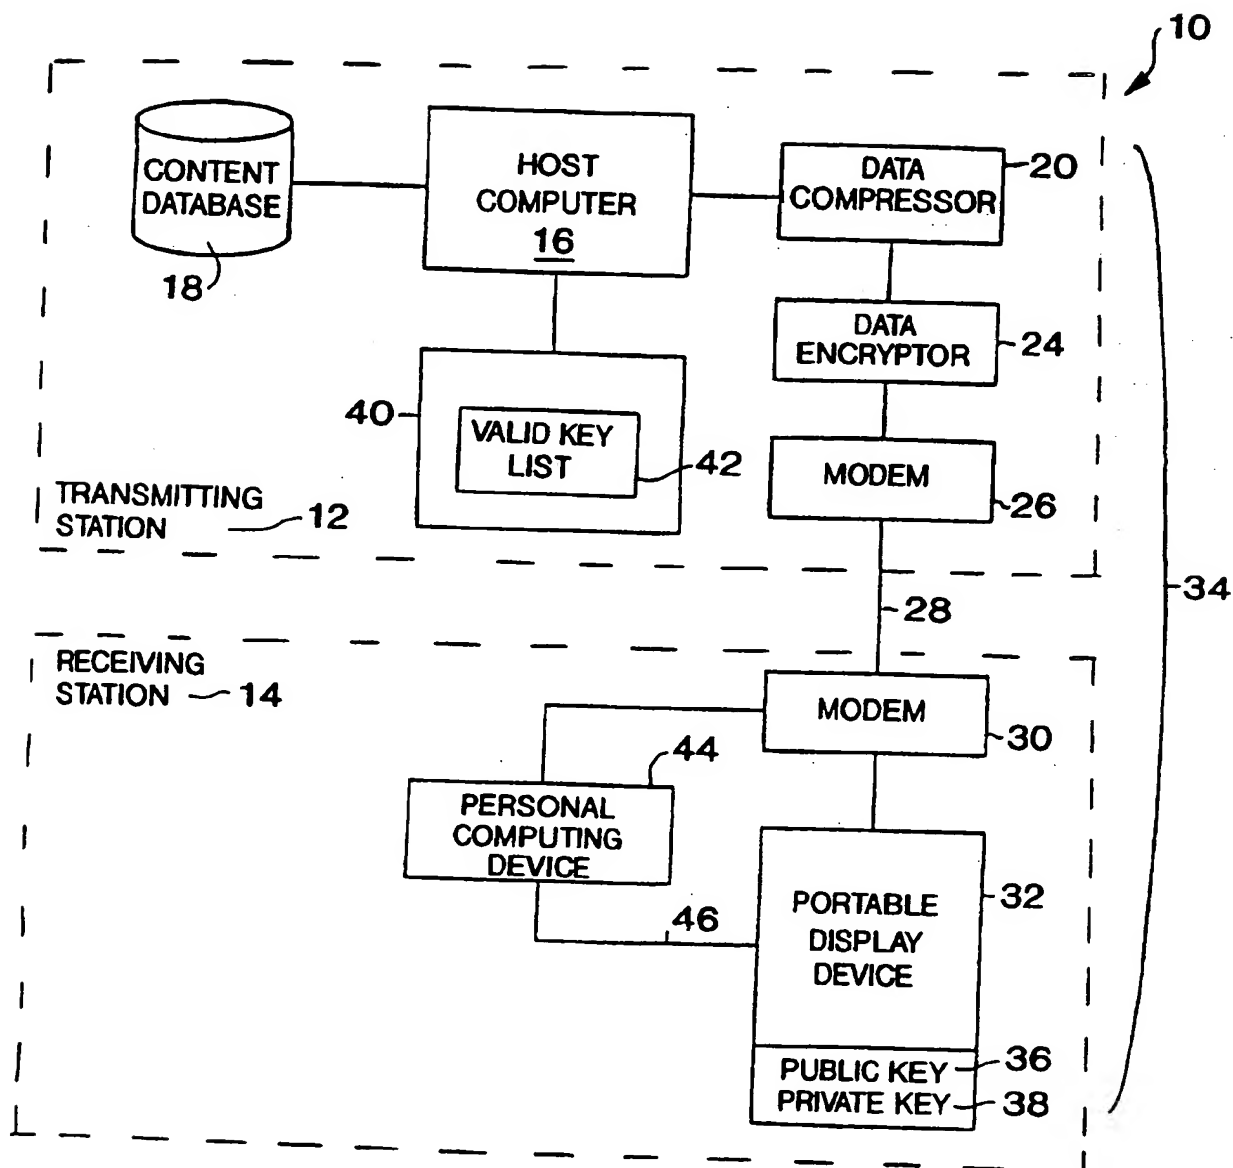 10
CONTENT
DATABASE
18
HOST
COMPUTER
16
DATA
COMPRESSOR
20
DATA
ENCRYPTOR
24
40
VALID KEY
LIST
42
MODEM
26
TRANSMITTING
STATION
12
34
28
RECEIVING
STATION
14
MODEM
30
44
PERSONAL
COMPUTING
DEVICE
46
PORTABLE
DISPLAY
DEVICE
32
PUBLIC KEY
36
PRIVATE KEY
38